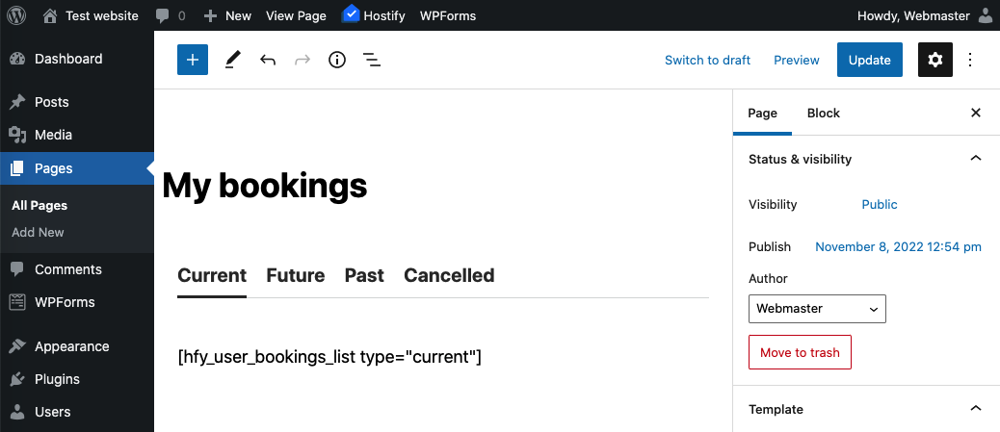 Test website 0 New View Page Hostify WPForms Howdy, Webmaster
Dashboard
Posts
Media
Pages
All Pages
Add New
Comments
WPForms
Appearance
Plugins
Users
Switch to draft Preview Update
My bookings
Current Future Past Cancelled
[hfy_user_bookings_list type="current"]
Page Block
Status & visibility
Visibility Public
Publish November 8, 2022 12:54 pm
Author
Webmaster
Move to trash
Template